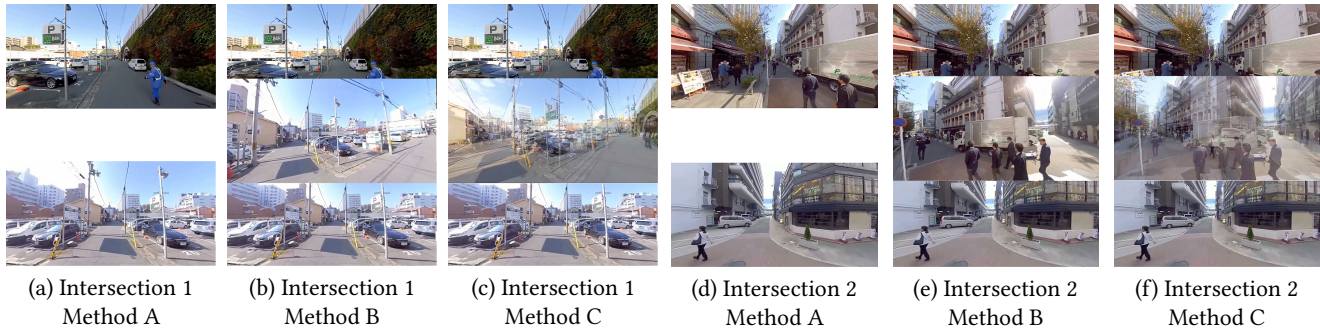 P
P
P
(a) Intersection 1
Method A
(b) Intersection 1
Method B
(c) Intersection 1
Method C
(d) Intersection 2
Method A
(e) Intersection 2
Method B
(f) Intersection 2
Method C